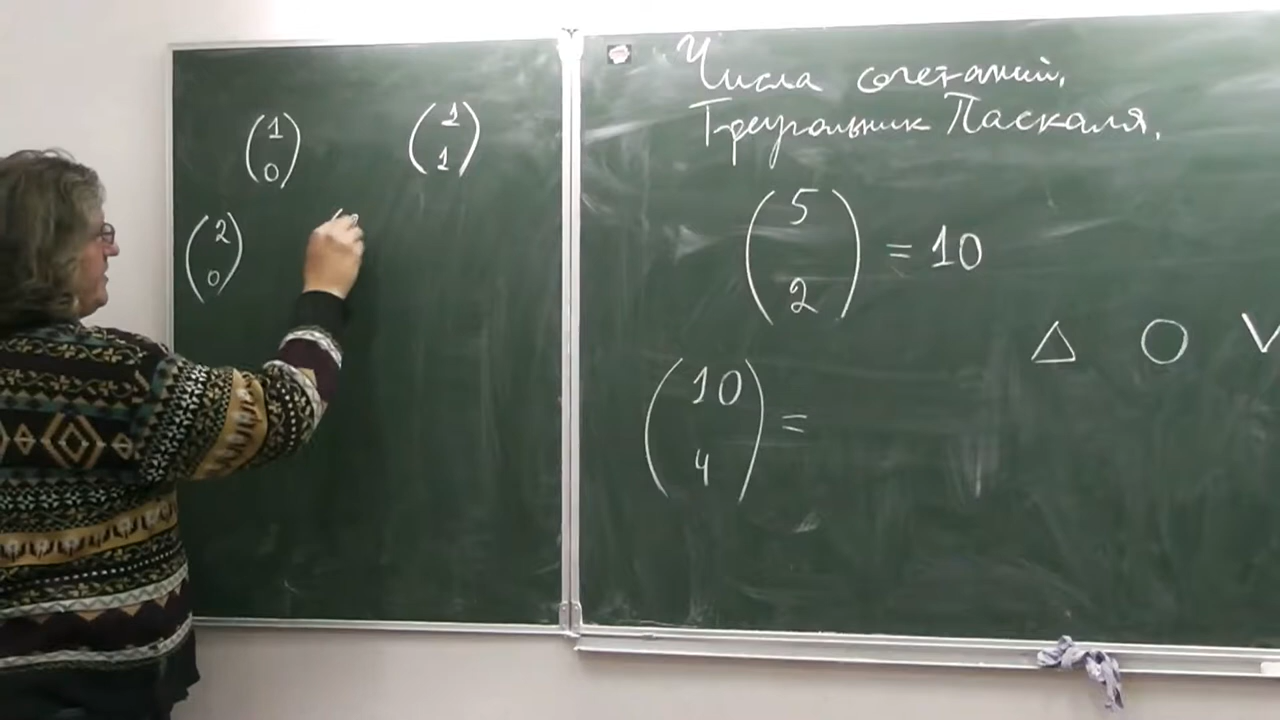 (1 0) (1 1)
(2 0)
Числа сочетаний.
Треугольник Паскаля.
(5 2) = 10
(10 4) =